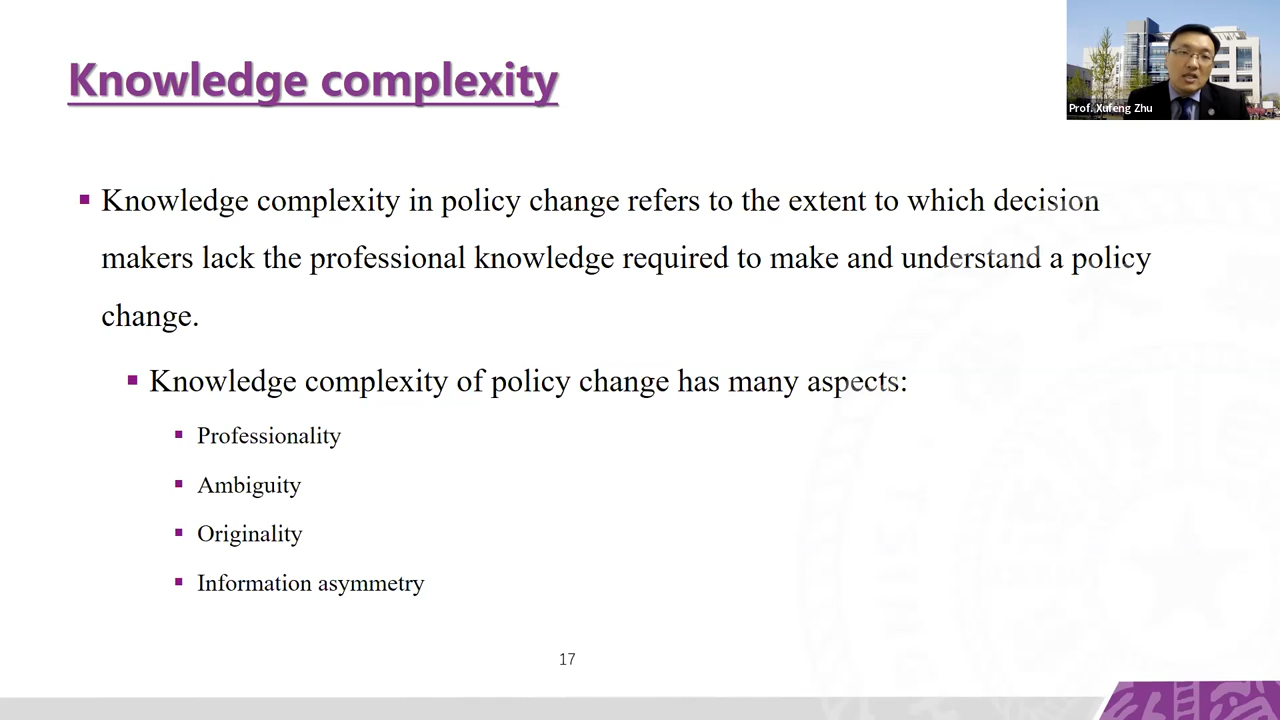 Knowledge complexity
Prof. Xufeng Zhu
Knowledge complexity in policy change refers to the extent to which decision
makers lack the professional knowledge required to make and understand a policy
change.
Knowledge complexity of policy change has many aspects:
Professionality
Ambiguity
Originality
Information asymmetry
17